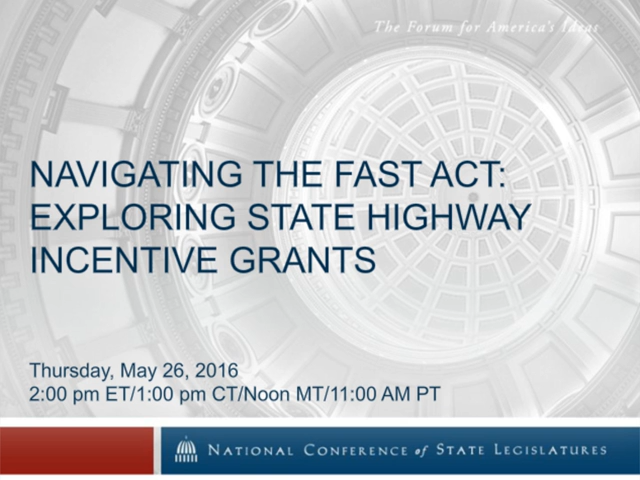 The Forum for America's Ideas
NAVIGATING THE FAST ACT:
EXPLORING STATE HIGHWAY
INCENTIVE GRANTS
Thursday, May 26, 2016
2:00 pm ET/1:00 pm CT/Noon MT/11:00 AM PT
NATIONAL CONFERENCE of STATE LEGISLATURES